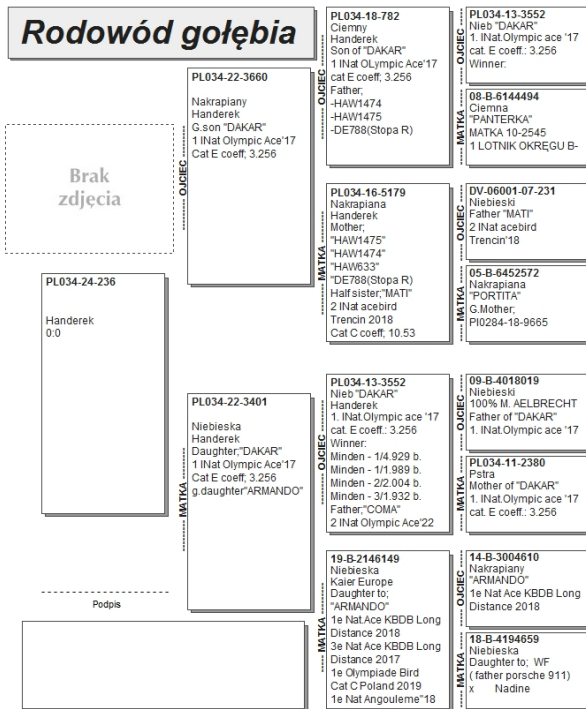 Rodowód gołębia
Brak
zdjęcia
PL034-24-236
Handerek
0:0
Podpis
OJCIEC
PL034-22-3660
Nakrapiany
Handerek
G.son "DAKAR"
1 INat Olympic Ace'17
Cat E coeff; 3.256
MATKA
PL034-22-3401
Niebieska
Handerek
Daughter;"DAKAR"
1 INat Olympic Ace'17
Cat E coeff; 3.256
g.daughter"ARMANDO"
OJCIEC
PL034-18-782
Ciemny
Handerek
Son of "DAKAR"
1 INat OLympic Ace'17
cat E coeff; 3.256
Father;
-HAW1474
-HAW1475
-DE788(Stopa R)
MATKA
PL034-16-5179
Nakrapiana
Handerek
Mother;
"HAW1475"
"HAW1474"
"HAW633"
"DE788(Stopa R)
Half sister;"MATI"
2 INat acebird
Trencin 2018
Cat C coeff; 10.53
OJCIEC
PL034-13-3552
Nieb "DAKAR"
Handerek
1. INat.Olympic ace '17
cat. E coeff.: 3.256
Winner:
Minden - 1/4.929 b.
Minden - 1/1.989 b.
Minden - 2/2.004 b.
Minden - 3/1.932 b.
Father;"COMA"
2 INat Olympic Ace'22
MATKA
19-B-2146149
Niebieska
Kaier Europe
Daughter to;
"ARMANDO"
1e Nat Ace KBDB Long
Distance 2018
3e Nat Ace KBDB Long
Distance 2017
1e Olympiade Bird
Cat C Poland 2019
1e Nat Angouleme"18
OJCIEC
PL034-13-3552
Nieb "DAKAR"
1. INat.Olympic Ace'17
cat. E coeff.: 3.256
Winner:
MATKA
08-B-6144494
Ciemna
"PANTERKA"
MATKA 10-2545
1 LOTNIK OKRĘGU B-
OJCIEC
DV-06001-07-231
Niebieski
Father "MATI"
2 INat acebird
Trencin'18
MATKA
05-B-6452572
Nakrapiana
"PORTITA"
G.Mother;
Pl0284-18-9665
OJCIEC
09-B-4018019
Niebieski
100% M. AELBRECHT
Father of "DAKAR"
1. INat.Olympic ace '17
MATKA
PL034-11-2380
Pstra
Mother of "DAKAR"
1. INat.Olympic ace '17
cat. E coeff.: 3.256
OJCIEC
14-B-3004610
Nakrapiany
"ARMANDO"
1e Nat Ace KBDB Long
Distance 2018
MATKA
18-B-4194659
Niebieska
Daughter to; WF
( father porsche 911)
x Nadine